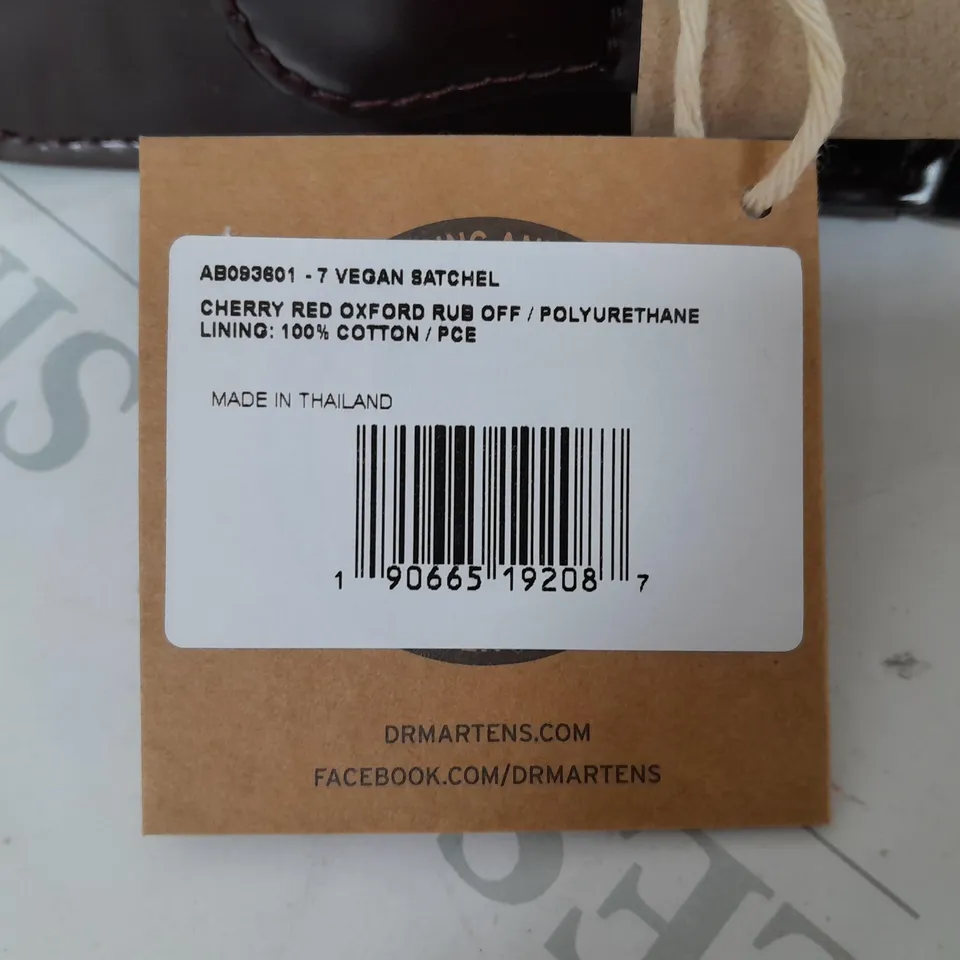 AB093601 - 7 VEGAN SATCHEL
CHERRY RED OXFORD RUB OFF / POLYURETHANE
LINING: 100% COTTON / PCE
MADE IN THAILAND
1 90665 19208 7
DRMARTENS.COM
FACEBOOK.COM/DRMARTENS